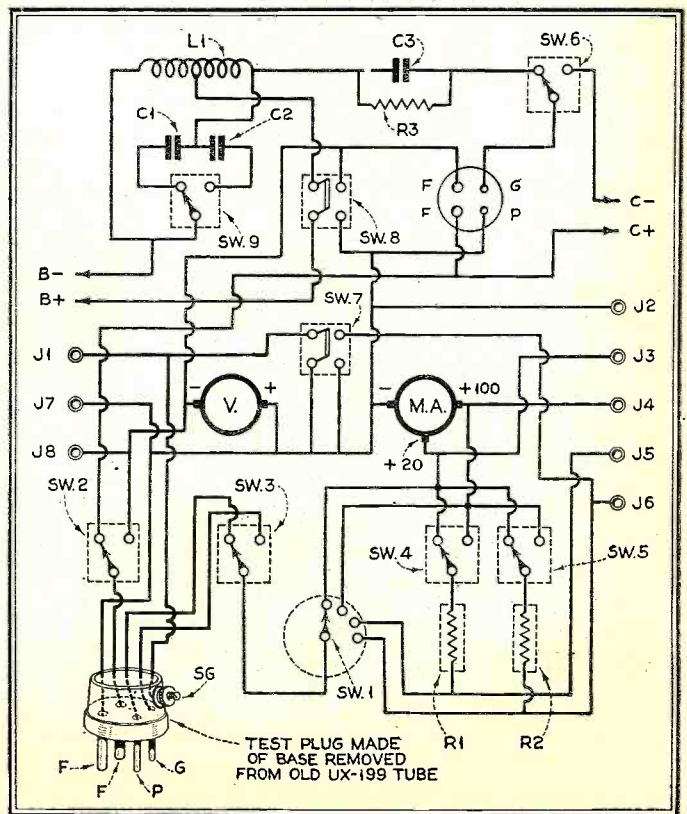 L1
C3
SW.6
C1
C2
R3
F
G
F
P
SW.9
SW.8
C-
C+
B-
B+
SW.7
J2
J1
J3
-
V.
+
-
M.A.
+100
J7
J4
J8
+20
J5
SW.2
SW.3
J6
SW.4
SW.5
SW.1
SG
R1
R2
TEST PLUG MADE
OF BASE REMOVED
FROM OLD UX-199 TUBE
F
F
P
G